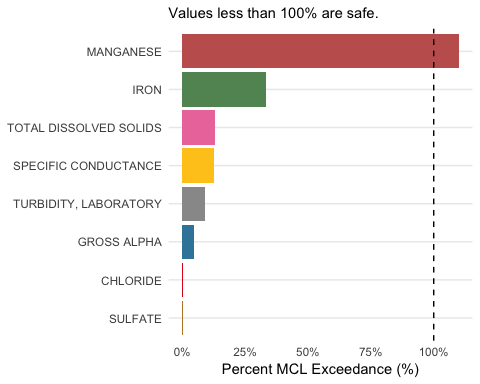 Values less than 100% are safe.
MANGANESE
IRON
TOTAL DISSOLVED SOLIDS
SPECIFIC CONDUCTANCE
TURBIDITY, LABORATORY
GROSS ALPHA
CHLORIDE
SULFATE
0% 25% 50% 75% 100%
Percent MCL Exceedance (%)